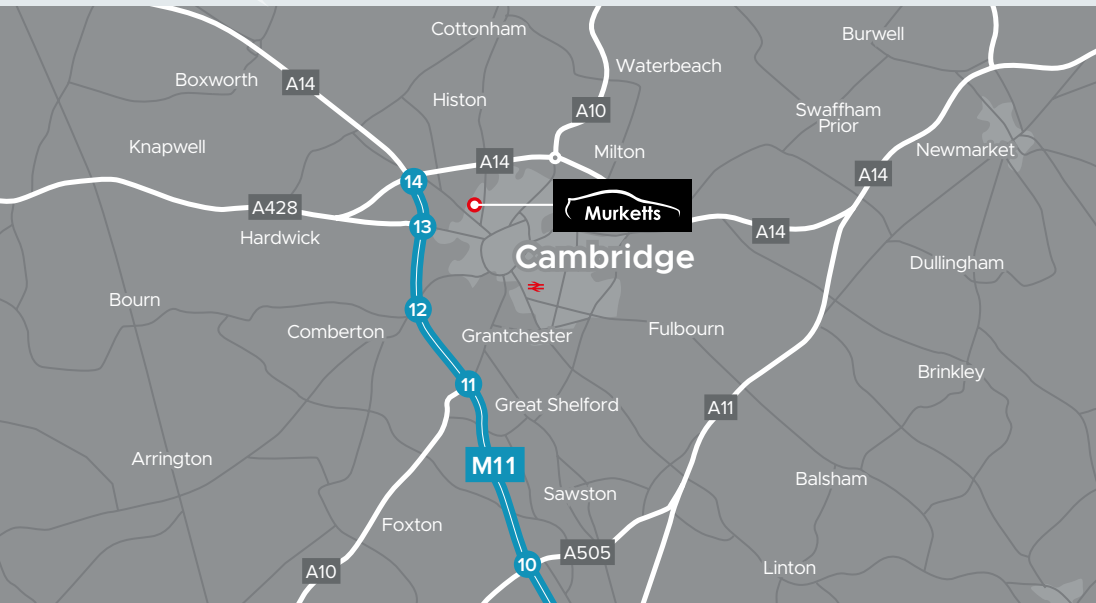 Cottonham
Burwell
Waterbeach
Boxworth
A14
Histon
A10
Swaffham
Prior
Knapwell
A14
Milton
Newmarket
A14
14
A428
Murketts
13
A14
Hardwick
Cambridge
Dullingham
Bourn
12
Comberton
Grantchester
Fulbourn
Brinkley
11
Great Shelford
A11
Arrington
M11
Balsham
Sawston
Foxton
A505
10
A10
Linton